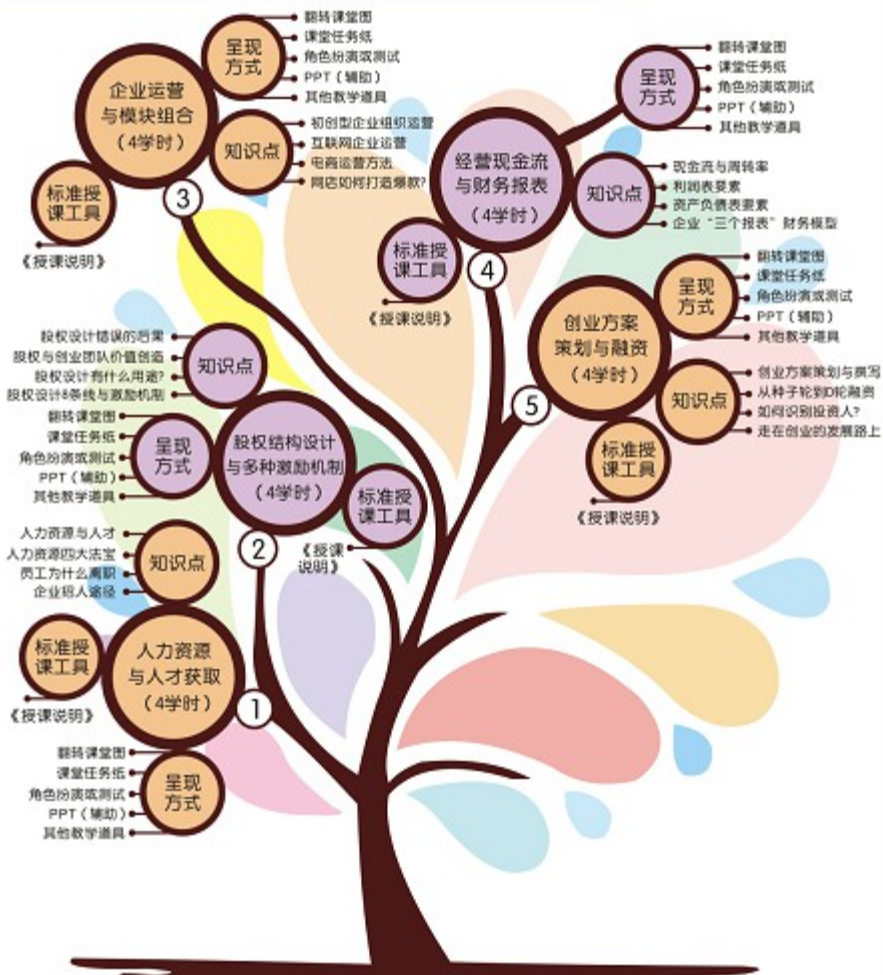 翻转课堂图
课堂任务纸
角色扮演或测试
PPT（辅助）
其他教学道具
呈现
方式
企业运营
与模块组合
（4学时）
初创型企业组织运营
互联网企业运营
电商运营方法
网店如何打造爆款?
知识点
标准授
课工具
《授课说明》
3
翻转课堂图
课堂任务纸
角色扮演或测试
PPT（辅助）
其他教学道具
呈现
方式
经营现金流
与财务报表
（4学时）
现金流与周转率
利润表要素
资产负债表要素
企业“三个报表”财务模型
知识点
标准授
课工具
《授课说明》
4
翻转课堂图
课堂任务纸
角色扮演或测试
PPT（辅助）
其他教学道具
呈现
方式
创业方案
策划与融资
（4学时）
创业方案策划与撰写
从种子轮到D轮融资
如何识别投资人?
走在创业的发展路上
知识点
标准授
课工具
《授课说明》
5
股权设计错误的后果
股权与创业团队价值创造
股权设计有什么用途?
股权设计8条线与激励机制
知识点
翻转课堂图
课堂任务纸
角色扮演或测试
PPT（辅助）
其他教学道具
呈现
方式
股权结构设计
与多种激励机制
（4学时）
标准授
课工具
《授课
说明》
2
人力资源与人才
人力资源四大法宝
员工为什么离职
企业招人途径
知识点
标准授
课工具
《授课说明》
人力资源
与人才获取
（4学时）
1
翻转课堂图
课堂任务纸
角色扮演或测试
PPT（辅助）
其他教学道具
呈现
方式